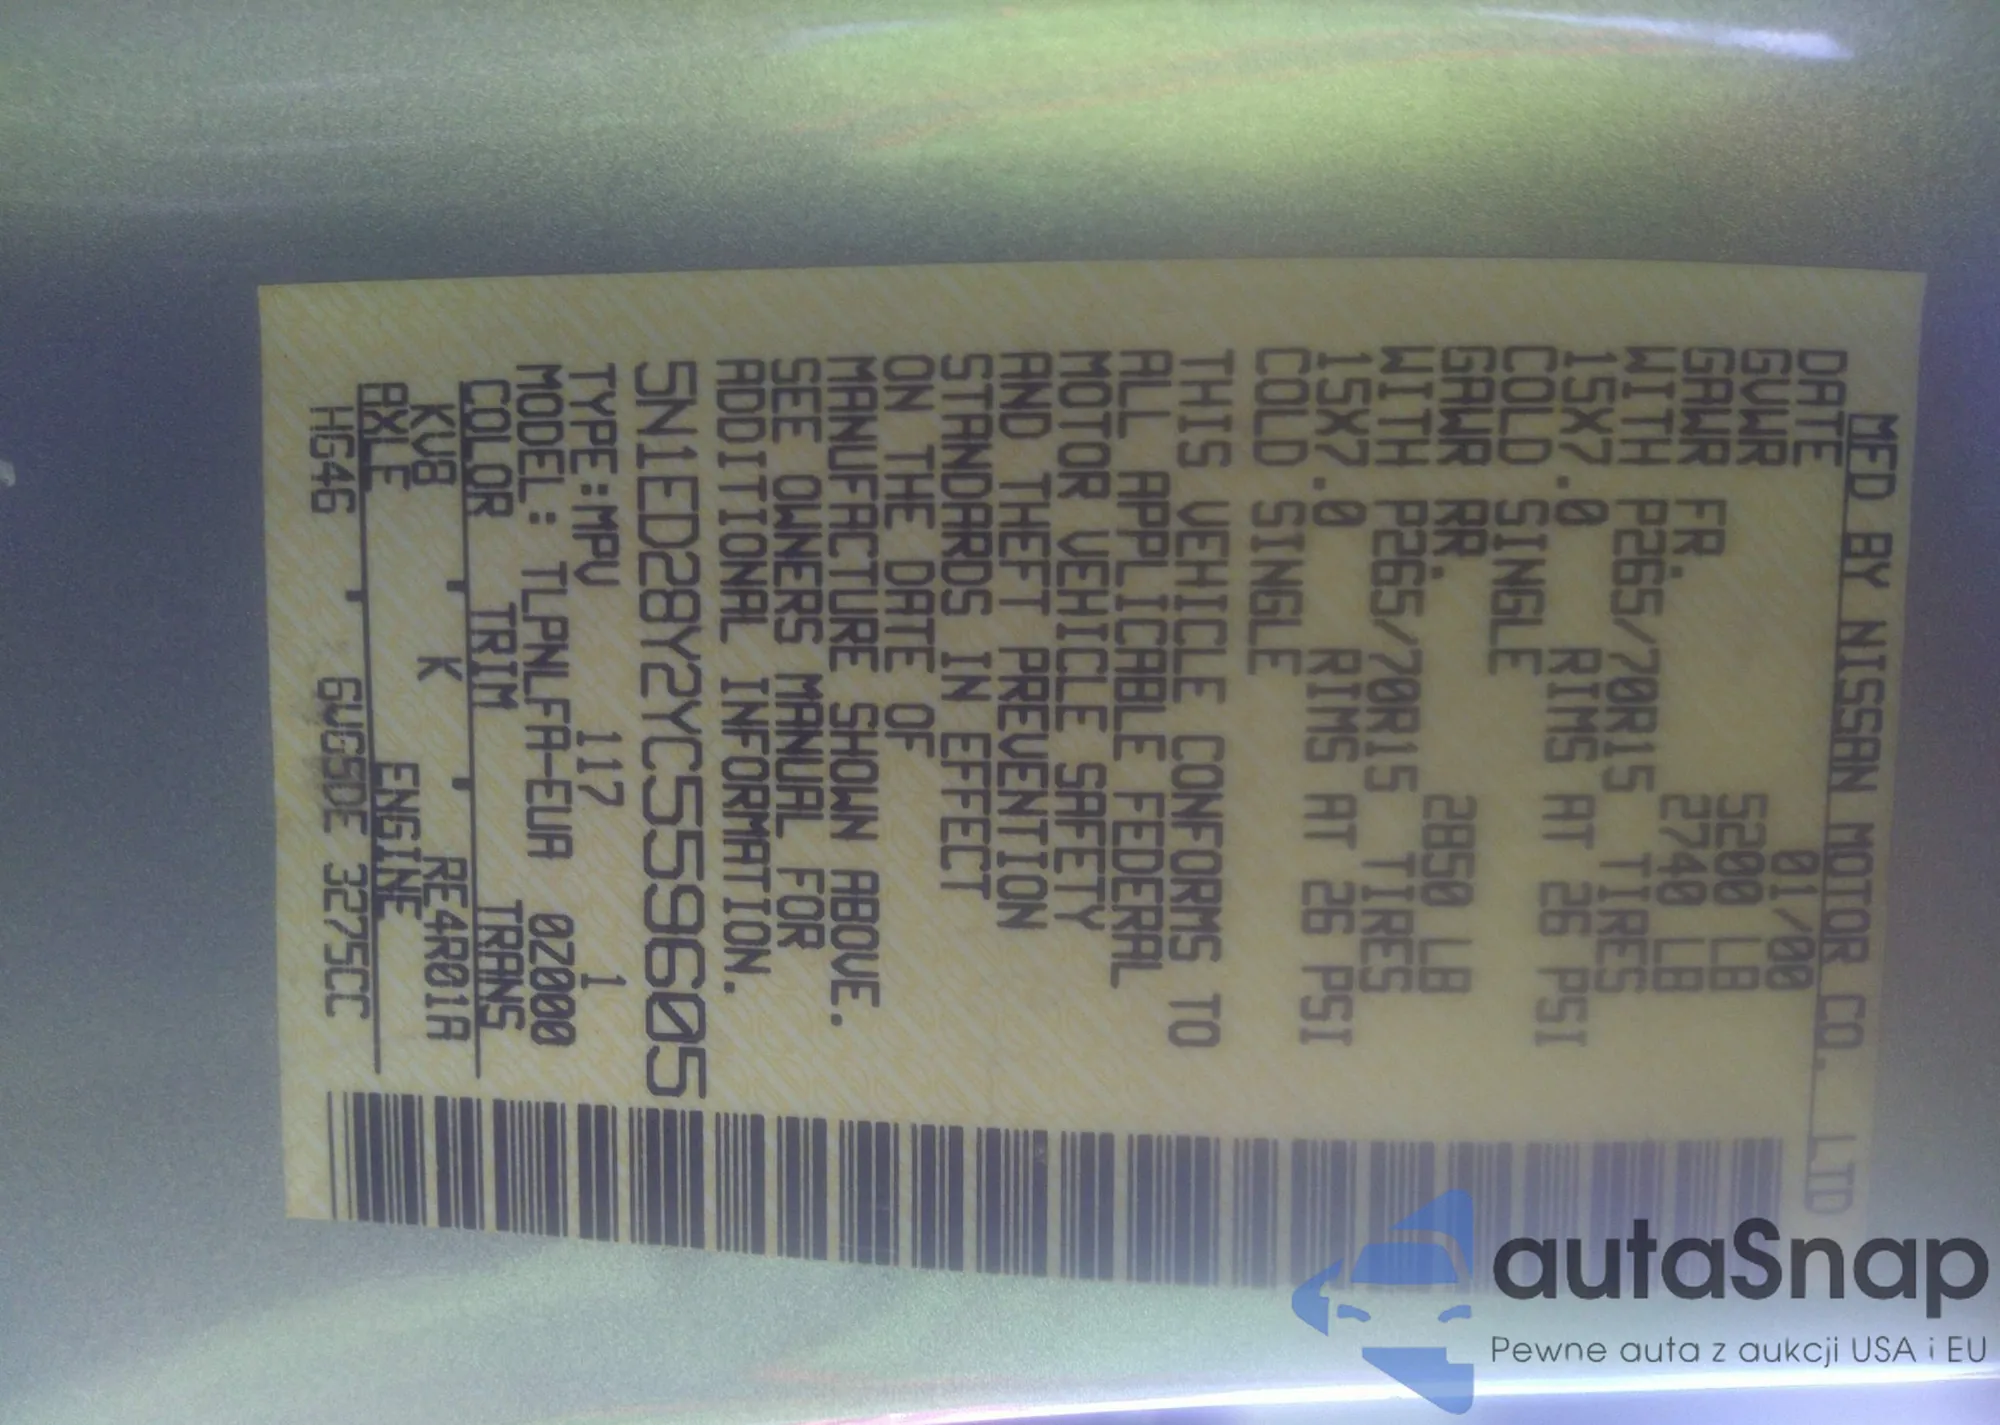 MFD BY NISSAN MOTOR CO. LTD
DATE 01/00
GVWR 5200 LB
GAWR FR. 2740 LB
WITH P265/70R15 TIRES
15X7.0 RIMS AT 26 PSI
COLD. SINGLE
GAWR RR. 2850 LB
WITH P265/70R15 TIRES
15X7.0 RIMS AT 26 PSI
COLD SINGLE
THIS VEHICLE CONFORMS TO
ALL APPLICABLE FEDERAL
MOTOR VEHICLE SAFETY
AND THEFT PREVENTION
STANDARDS IN EFFECT
ON THE DATE OF
MANUFACTURE SHOWN ABOVE.
SEE OWNERS MANUAL FOR
ADDITIONAL INFORMATION.
5N1ED28Y2YC559605
TYPE:MPV 117 1
MODEL: TLPNLFA-EUA 0Z000
COLOR TRIM TRANS
KV8 K RE4R01A
AXLE ENGINE
HG46 6WG5DE 3275CC
autaSnap
Pewne auta z aukcji USA i EU